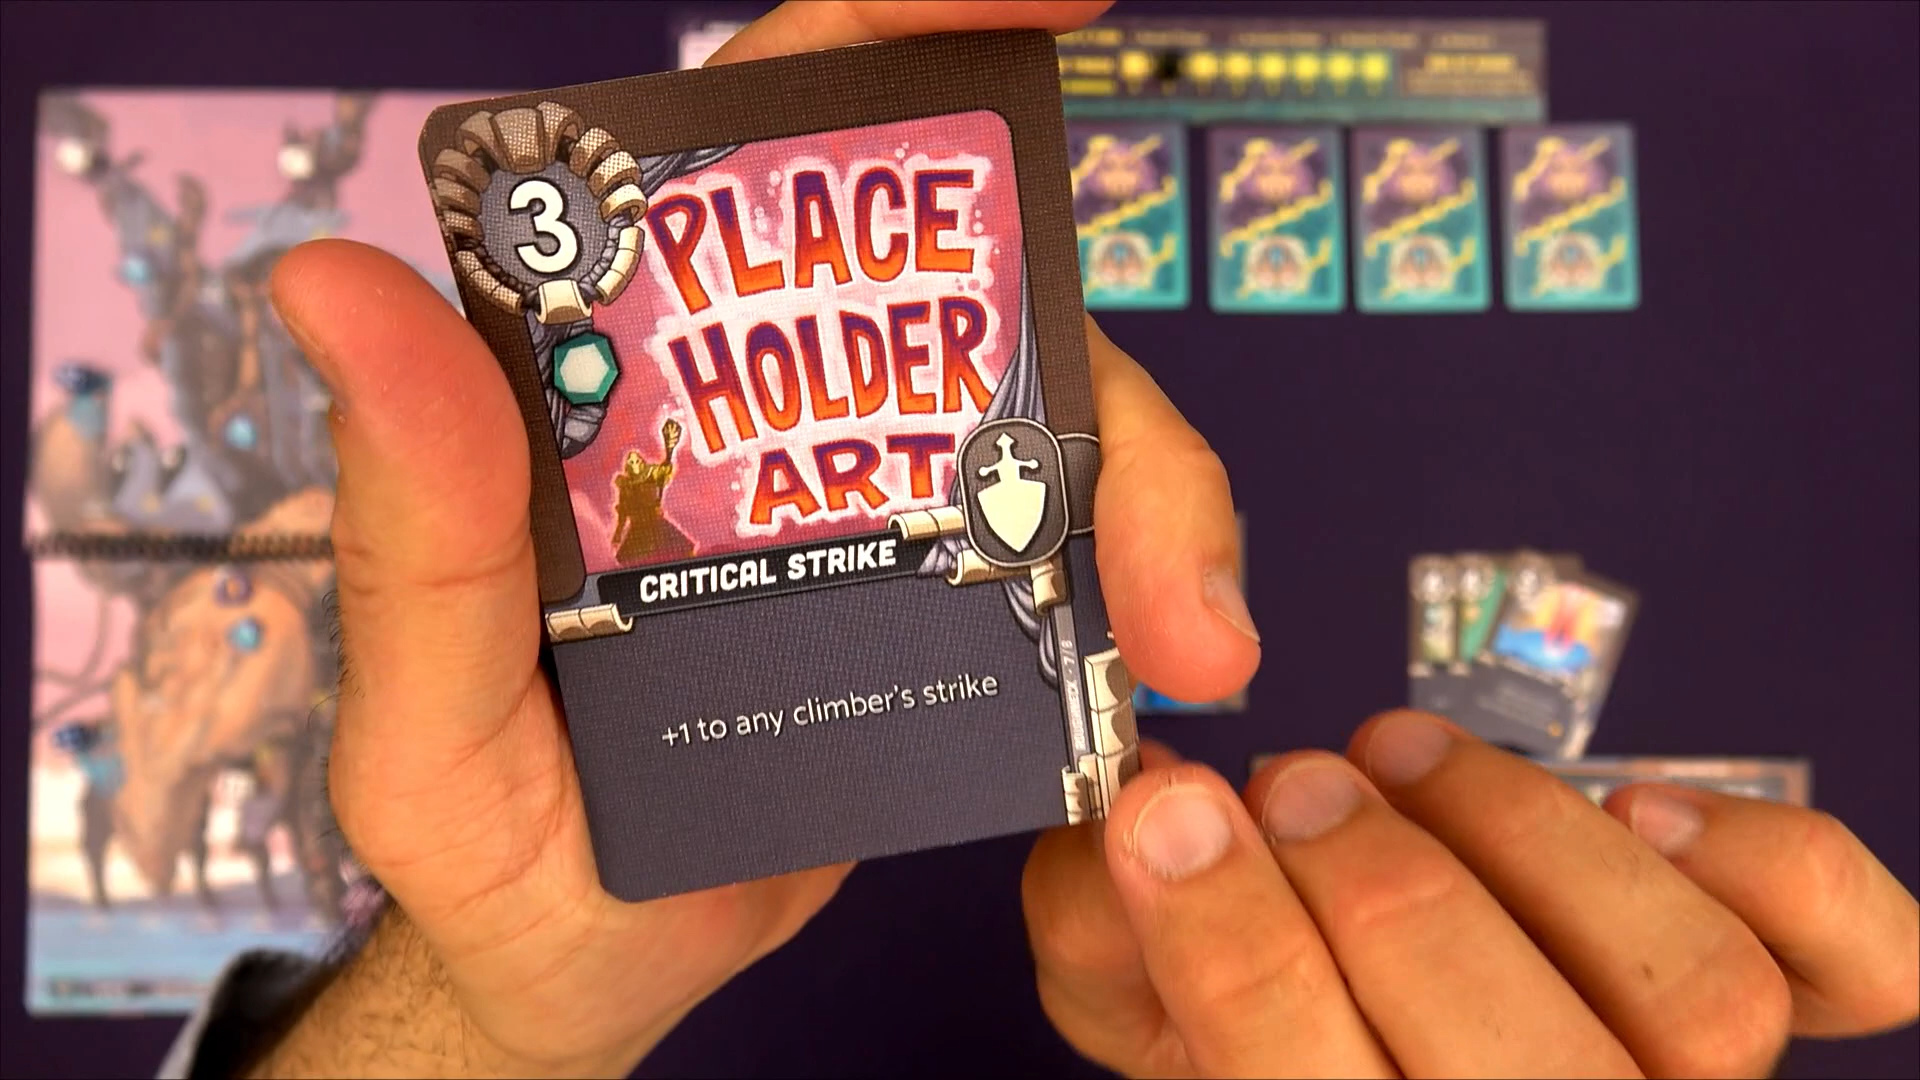 3
PLACE
HOLDER
ART
CRITICAL STRIKE
+1 to any climber's strike